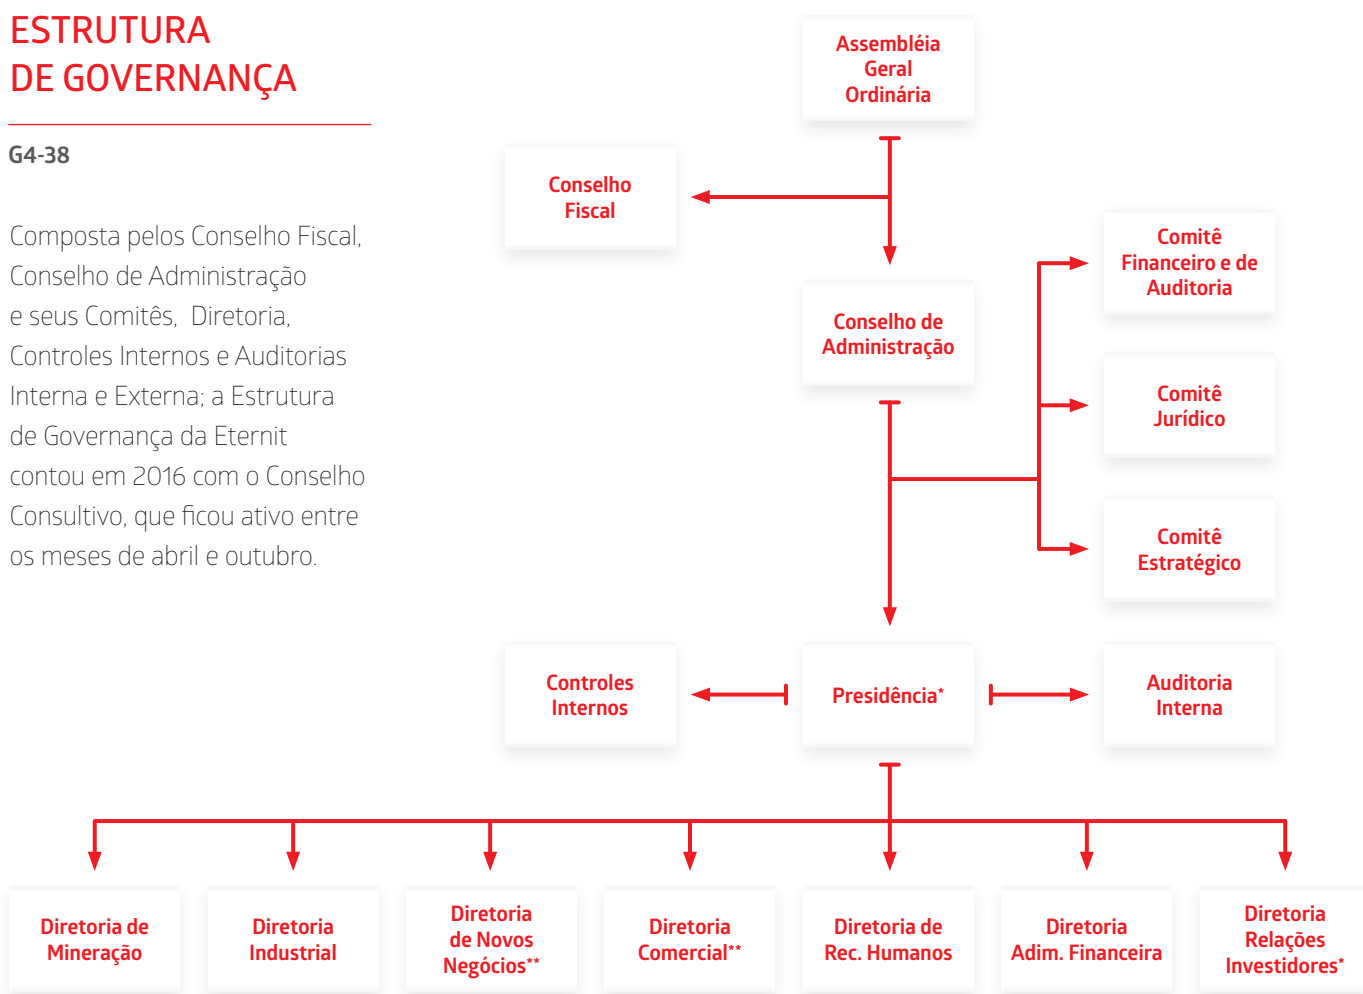 ESTRUTURA
DE GOVERNANÇA
G4-38
Composta pelos Conselho Fiscal,
Conselho de Administração
e seus Comitês, Diretoria,
Controles Internos e Auditorias
Interna e Externa; a Estrutura
de Governança da Eternit
contou em 2016 com o Conselho
Consultivo, que ficou ativo entre
os meses de abril e outubro.
Assembléia
Geral
Ordinária
Conselho
Fiscal
Conselho de
Administração
Comitê
Financeiro e de
Auditoria
Comitê
Jurídico
Comitê
Estratégico
Controles
Internos
Presidência*
Auditoria
Interna
Diretoria de
Mineração
Diretoria
Industrial
Diretoria
de Novos
Negócios**
Diretoria
Comercial**
Diretoria de
Rec. Humanos
Diretoria
Adim. Financeira
Diretoria
Relações
Investidores*